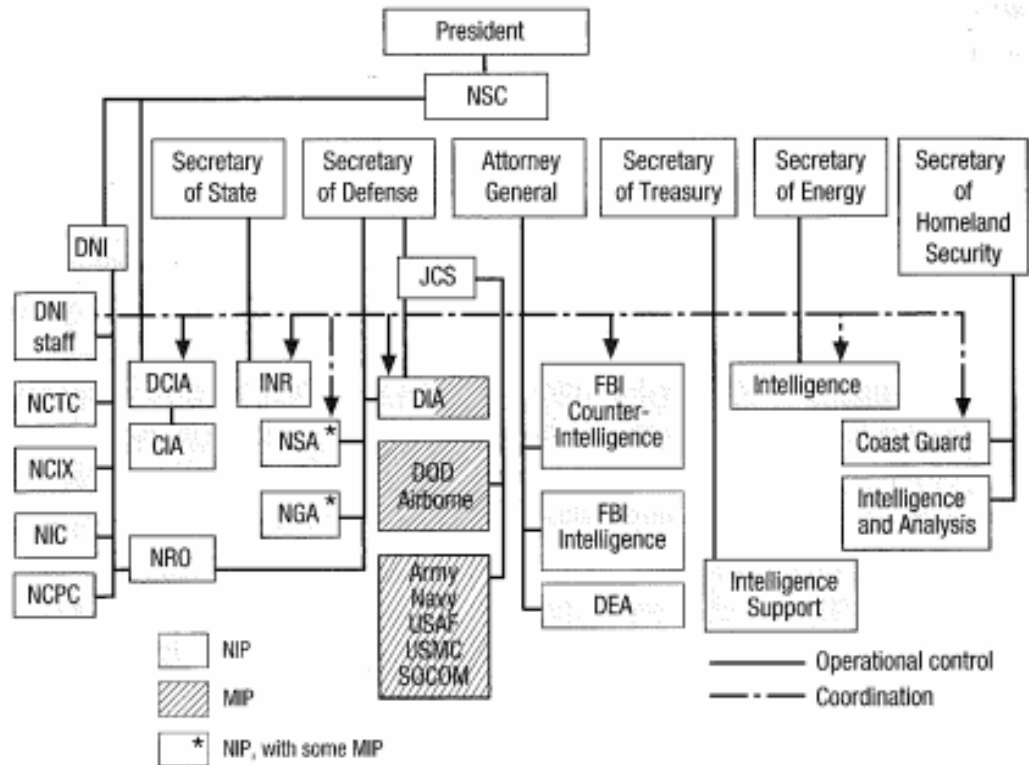 President
NSC
Secretary
of State
Secretary
of Defense
Attorney
General
Secretary
of Treasury
Secretary
of Energy
Secretary
of
Homeland
Security
DNI
JCS
DNI
staff
DCIA
INR
DIA
FBI
Counter-
Intelligence
Intelligence
NCTC
CIA
NSA *
Coast Guard
NCIX
NGA *
DOD
Airborne
Intelligence
and Analysis
NIC
NRO
FBI
Intelligence
NCPC
Army
Navy
USAF
USMC
SOCOM
DEA
Intelligence
Support
NIP
MIP
* NIP, with some MIP
Operational control
Coordination